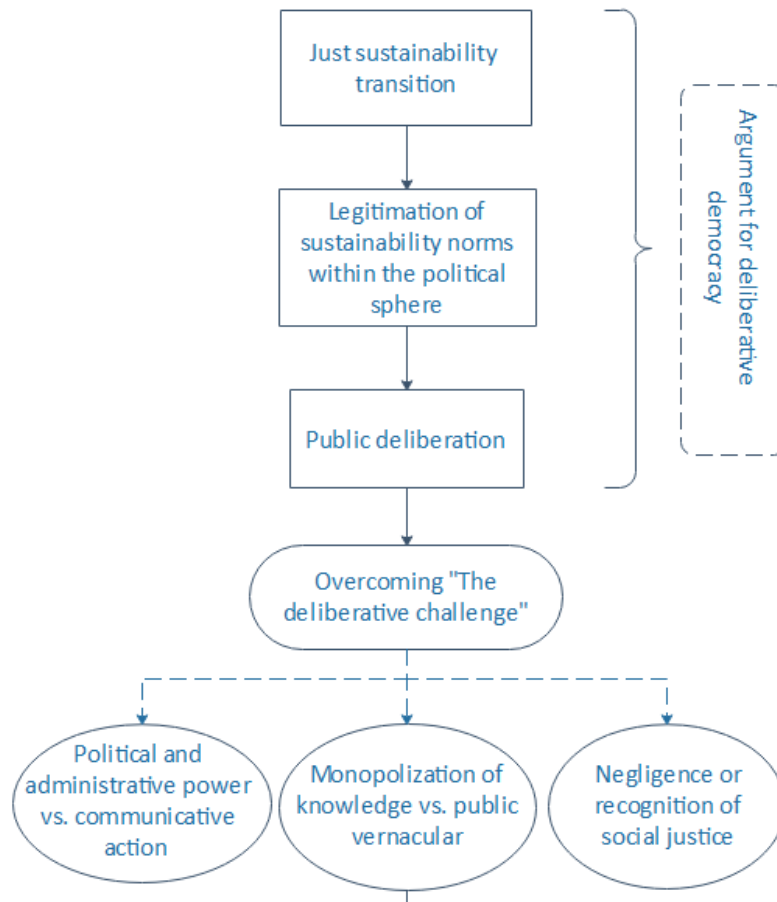 Just sustainability
transition
Legitimation of
sustainability norms
within the political
sphere
Argument for deliberative
democracy
Public deliberation
Overcoming "The
deliberative challenge"
Political and
administrative power
vs. communicative
action
Monopolization of
knowledge vs. public
vernacular
Negligence or
recognition of
social justice